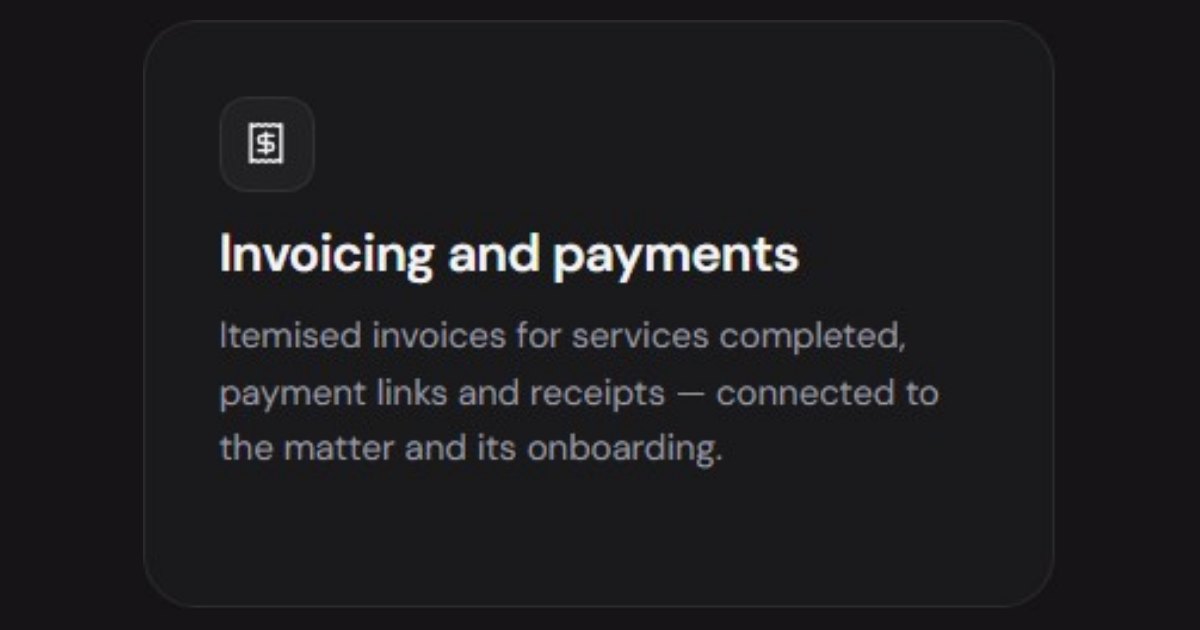 Invoicing and payments
Itemised invoices for services completed,
payment links and receipts — connected to
the matter and its onboarding.